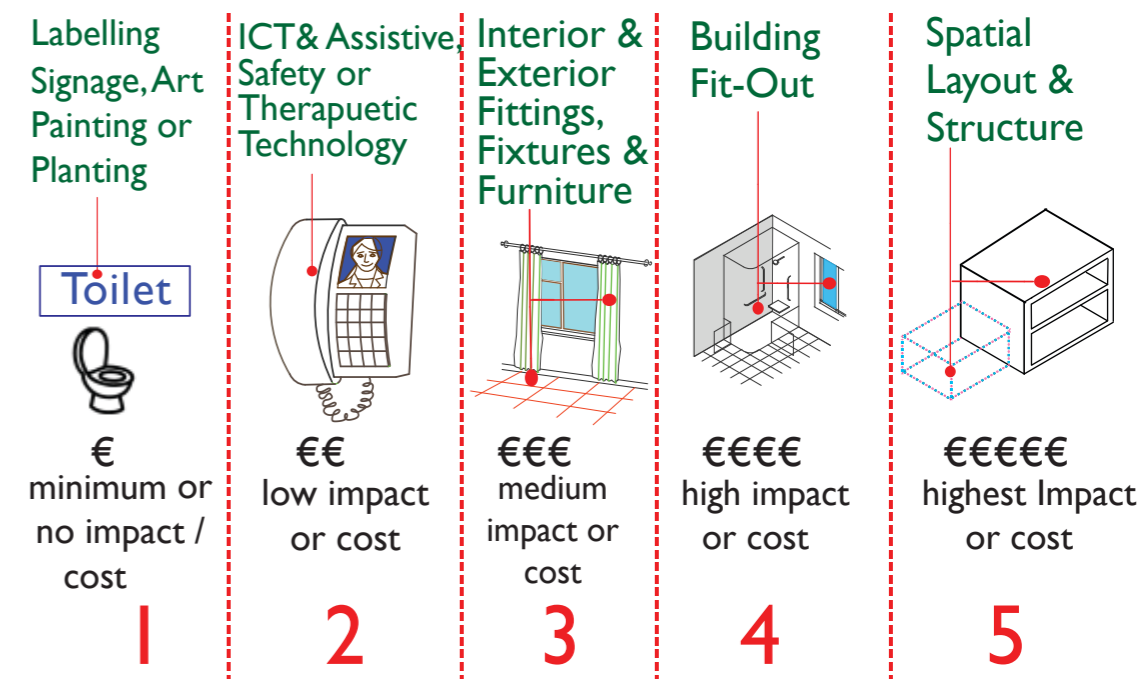 Labelling
Signage, Art
Painting or
Planting
Toilet
€
minimum or
no impact /
cost
1
ICT& Assistive,
Safety or
Therapuetic
Technology
€€
low impact
or cost
2
Interior &
Exterior
Fittings,
Fixtures &
Furniture
€€€
medium
impact or
cost
3
Building
Fit-Out
€€€€
high impact
or cost
4
Spatial
Layout &
Structure
€€€€€
highest Impact
or cost
5